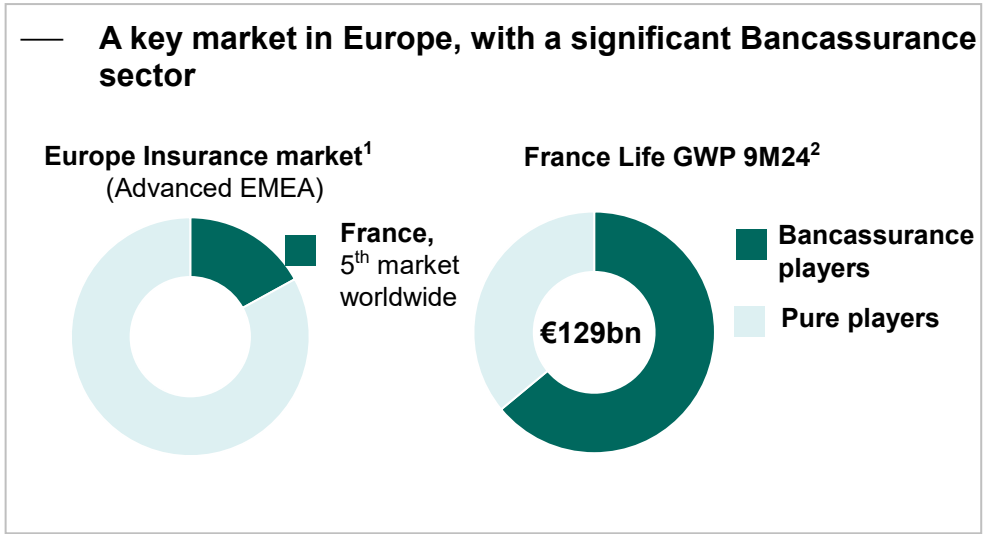 A key market in Europe, with a significant Bancassurance
sector
Europe Insurance market¹
(Advanced EMEA)
France,
5th market
worldwide
France Life GWP 9M24²
€129bn
Bancassurance
players
Pure players